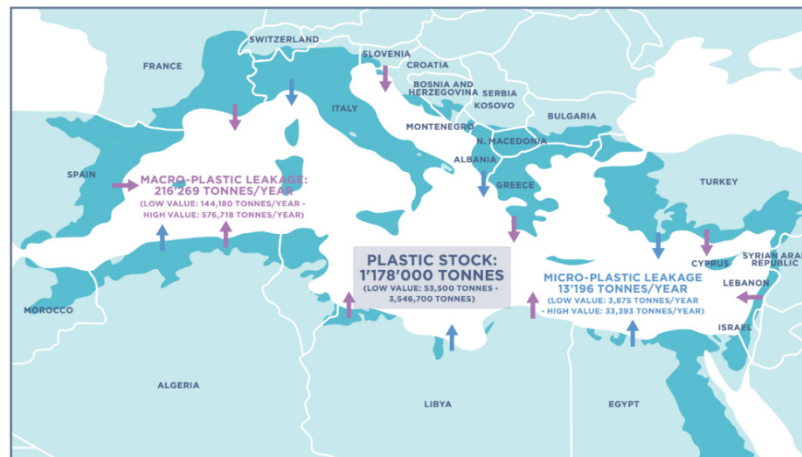 SWITZERLAND
SLOVENIA
FRANCE
CROATIA
BOSNIA AND
HERZEGOVINA
SERBIA
KOSOVO
ITALY
BULGARIA
MONTENEGRO
N. MACEDONIA
ALBANIA
SPAIN
GREECE
TURKEY
MACRO-PLASTIC LEAKAGE:
216'269 TONNES/YEAR
(LOW VALUE: 144,180 TONNES/YEAR -
HIGH VALUE: 576,718 TONNES/YEAR)
PLASTIC STOCK:
1'178'000 TONNES
(LOW VALUE: 53,500 TONNES -
3,546,700 TONNES)
CYPRUS
SYRIAN ARAB
REPUBLIC
MICRO-PLASTIC LEAKAGE
13'196 TONNES/YEAR
(LOW VALUE: 3,875 TONNES/YEAR
- HIGH VALUE: 33,393 TONNES/YEAR)
LEBANON
ISRAEL
MOROCCO
ALGERIA
LIBYA
EGYPT